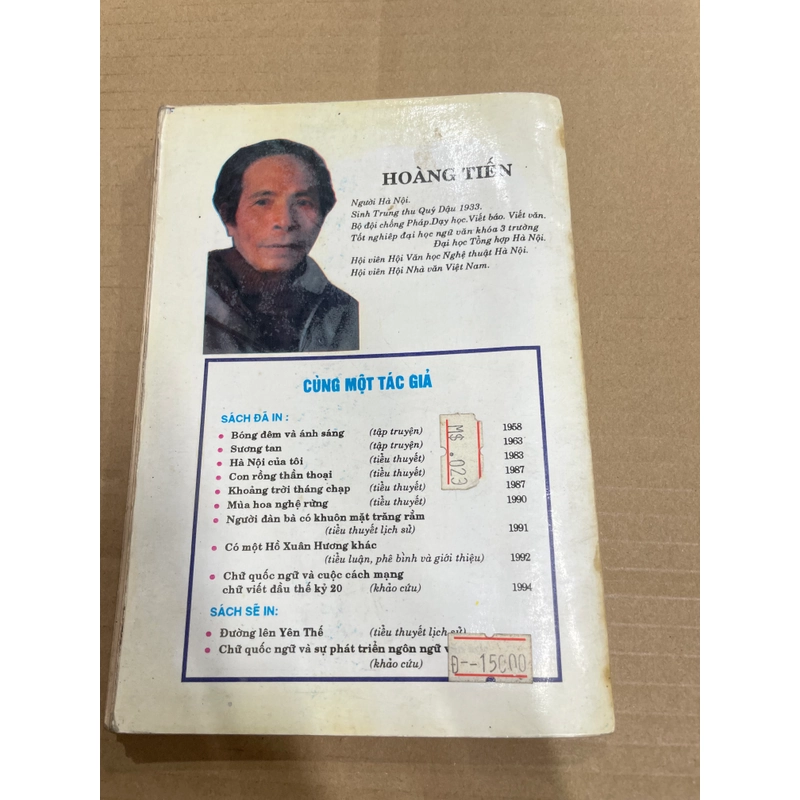 HOÀNG TIẾN
Người Hà Nội.
Sinh Trung thu Quý Dậu 1933.
Bộ đội chống Pháp.Dạy học.Viết báo. Viết văn.
Tốt nghiệp đại học ngữ văn khóa 3 trường
Đại học Tổng hợp Hà Nội.
Hội viên Hội Văn học Nghệ thuật Hà Nội.
Hội viên Hội Nhà văn Việt Nam.
CÙNG MỘT TÁC GIẢ
SÁCH ĐÃ IN :
Bóng đêm và ánh sáng (tập truyện) 1958
Sương tan (tập truyện) 1963
Hà Nội của tôi (tiểu thuyết) 1983
Con rồng thần thoại (tiểu thuyết) 1987
Khoảng trời tháng chạp (tiểu thuyết) 1987
Mùa hoa nghệ rừng (tiểu thuyết) 1990
MS .023
Người đàn bà có khuôn mặt trăng rằm
(tiểu thuyết lịch sử) 1991
Có một Hồ Xuân Hương khác
(tiểu luận, phê bình và giới thiệu) 1992
Chữ quốc ngữ và cuộc cách mạng
chữ viết đầu thế kỷ 20 (khảo cứu) 1994
SÁCH SẼ IN:
Đường lên Yên Thế (tiểu thuyết lịch sử)
Chữ quốc ngữ và sự phát triển ngôn ngữ
(khảo cứu)
Đ--15000